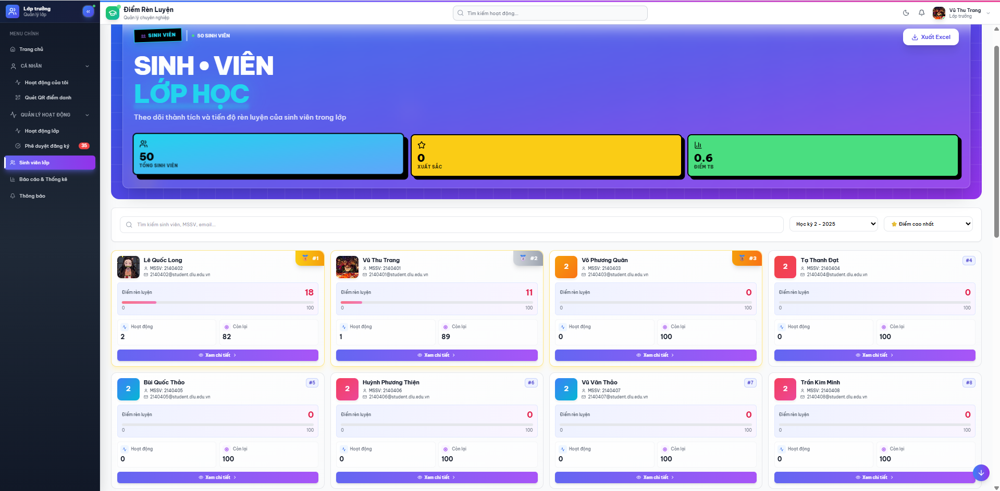 Lớp trưởng
Quản lý lớp
«
MENU CHÍNH
Trang chủ
CÁ NHÂN
Hoạt động của tôi
Quét QR điểm danh
QUẢN LÝ HOẠT ĐỘNG
Hoạt động lớp
Phê duyệt đăng ký 35
Sinh viên lớp
Báo cáo & Thống kê
Thông báo
Điểm Rèn Luyện
Quản lý chuyên nghiệp
Tìm kiếm hoạt động...
Vũ Thu Trang
Lớp trưởng
SINH VIÊN
50 SINH VIÊN
Xuất Excel
SINH • VIÊN
LỚP HỌC
Theo dõi thành tích và tiến độ rèn luyện của sinh viên trong lớp
50
TỔNG SINH VIÊN
0
XUẤT SẮC
0.6
ĐIỂM TB
Tìm kiếm sinh viên, MSSV, email...
Học kỳ 2 - 2025
Điểm cao nhất
Lê Quốc Long
#1
MSSV: 2140402
2140402@student.dlu.edu.vn
Điểm rèn luyện 18
0 100
Hoạt động
2
Còn lại
82
Xem chi tiết
Vũ Thu Trang
#2
MSSV: 2140401
2140401@student.dlu.edu.vn
Điểm rèn luyện 11
0 100
Hoạt động
1
Còn lại
89
Xem chi tiết
2
Võ Phương Quân
#3
MSSV: 2140403
2140403@student.dlu.edu.vn
Điểm rèn luyện 0
0 100
Hoạt động
0
Còn lại
100
Xem chi tiết
2
Tạ Thanh Đạt
#4
MSSV: 2140404
2140404@student.dlu.edu.vn
Điểm rèn luyện 0
0 100
Hoạt động
0
Còn lại
100
Xem chi tiết
2
Bùi Quốc Thảo
#5
MSSV: 2140405
2140405@student.dlu.edu.vn
Điểm rèn luyện 0
0 100
Hoạt động
0
Còn lại
100
Xem chi tiết
2
Huỳnh Phương Thiện
#6
MSSV: 2140406
2140406@student.dlu.edu.vn
Điểm rèn luyện 0
0 100
Hoạt động
0
Còn lại
100
Xem chi tiết
2
Vũ Văn Thảo
#7
MSSV: 2140407
2140407@student.dlu.edu.vn
Điểm rèn luyện 0
0 100
Hoạt động
0
Còn lại
100
Xem chi tiết
2
Trần Kim Minh
#8
MSSV: 2140408
2140408@student.dlu.edu.vn
Điểm rèn luyện 0
0 100
Hoạt động
0
Còn lại
100
Xem chi tiết